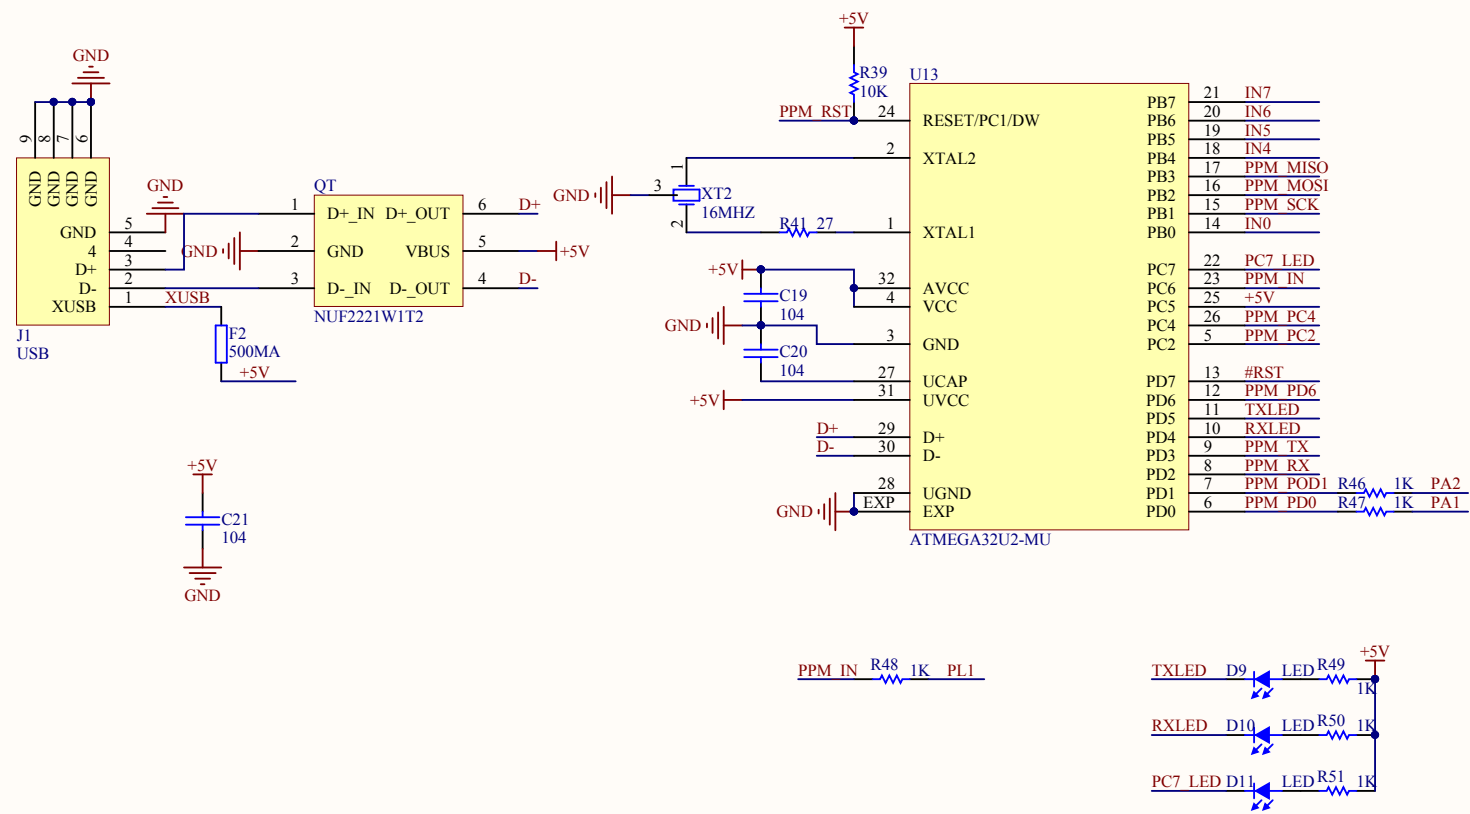 GND
9
8
7
6
GND
GND
GND
GND
GND
5
4
D+
3
D-
2
XUSB
1
4
GND
J1
USB
GND
XUSB
F2
500MA
+5V
QT
1
D+_IN
D+_OUT
6
D+
GND
2
GND
VBUS
5
+5V
3
D-_IN
D-_OUT
4
D-
NUF2221W1T2
+5V
C21
104
GND
+5V
R39
10K
PPM_RST
24
RESET/PC1/DW
2
XTAL2
GND
3
1
XT2
16MHZ
2
R41
27
1
XTAL1
+5V
C19
104
GND
C20
104
32
AVCC
4
VCC
3
GND
27
UCAP
+5V
31
UVCC
D+
29
D+
D-
30
D-
28
UGND
GND
EXP
EXP
U13
ATMEGA32U2-MU
PB7 21 IN7
PB6 20 IN6
PB5 19 IN5
PB4 18 IN4
PB3 17 PPM_MISO
PB2 16 PPM_MOSI
PB1 15 PPM_SCK
PB0 14 IN0
PC7 22 PC7_LED
PC6 23 PPM_IN
PC5 25 +5V
PC4 26 PPM_PC4
PC2 5 PPM_PC2
PD7 13 #RST
PD6 12 PPM_PD6
PD5 11 TXLED
PD4 10 RXLED
PD3 9 PPM_TX
PD2 8 PPM_RX
PD1 7 PPM_POD1 R46 1K PA2
PD0 6 PPM_PD0 R47 1K PA1
PPM_IN R48 1K PL1
+5V
TXLED D9 LED R49 1K
RXLED D10 LED R50 1K
PC7_LED D11 LED R51 1K